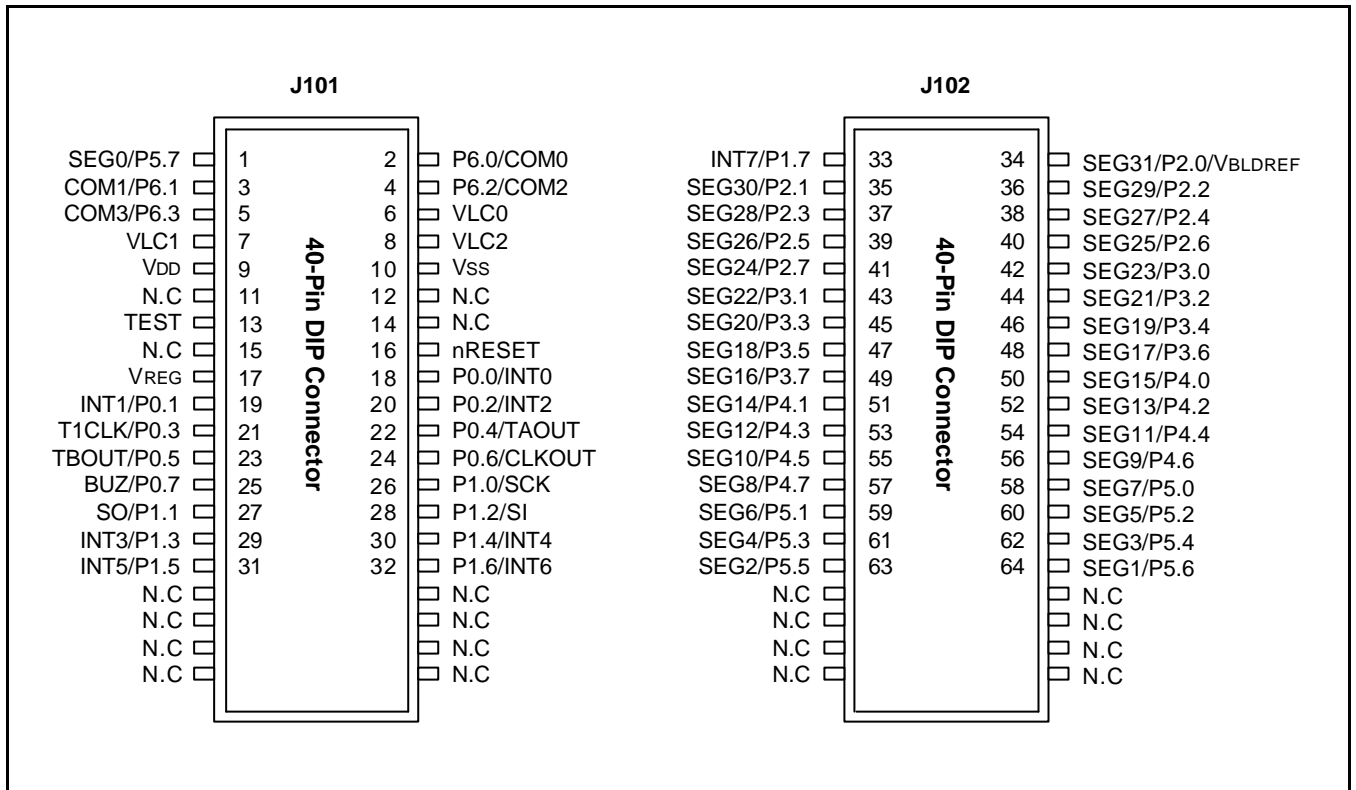 J101 J102
SEG0/P5.7 1 2 P6.0/COM0 INT7/P1.7 33 34 SEG31/P2.0/VBLDREF
COM1/P6.1 3 4 P6.2/COM2 SEG30/P2.1 35 36 SEG29/P2.2
COM3/P6.3 5 6 VLC0 SEG28/P2.3 37 38 SEG27/P2.4
VLC1 7 8 VLC2 SEG26/P2.5 39 40 SEG25/P2.6
VDD 9 10 VSS SEG24/P2.7 41 42 SEG23/P3.0
N.C 11 12 N.C SEG22/P3.1 43 44 SEG21/P3.2
TEST 13 14 N.C SEG20/P3.3 45 46 SEG19/P3.4
N.C 15 16 nRESET SEG18/P3.5 47 48 SEG17/P3.6
VREG 17 18 P0.0/INT0 SEG16/P3.7 49 50 SEG15/P4.0
INT1/P0.1 19 20 P0.2/INT2 SEG14/P4.1 51 52 SEG13/P4.2
T1CLK/P0.3 21 22 P0.4/TAOUT SEG12/P4.3 53 54 SEG11/P4.4
TBOUT/P0.5 23 24 P0.6/CLKOUT SEG10/P4.5 55 56 SEG9/P4.6
BUZ/P0.7 25 26 P1.0/SCK SEG8/P4.7 57 58 SEG7/P5.0
SO/P1.1 27 28 P1.2/SI SEG6/P5.1 59 60 SEG5/P5.2
INT3/P1.3 29 30 P1.4/INT4 SEG4/P5.3 61 62 SEG3/P5.4
INT5/P1.5 31 32 P1.6/INT6 SEG2/P5.5 63 64 SEG1/P5.6
N.C N.C N.C N.C
N.C N.C N.C N.C
N.C N.C N.C N.C
N.C N.C N.C N.C
40-Pin DIP Connector
40-Pin DIP Connector